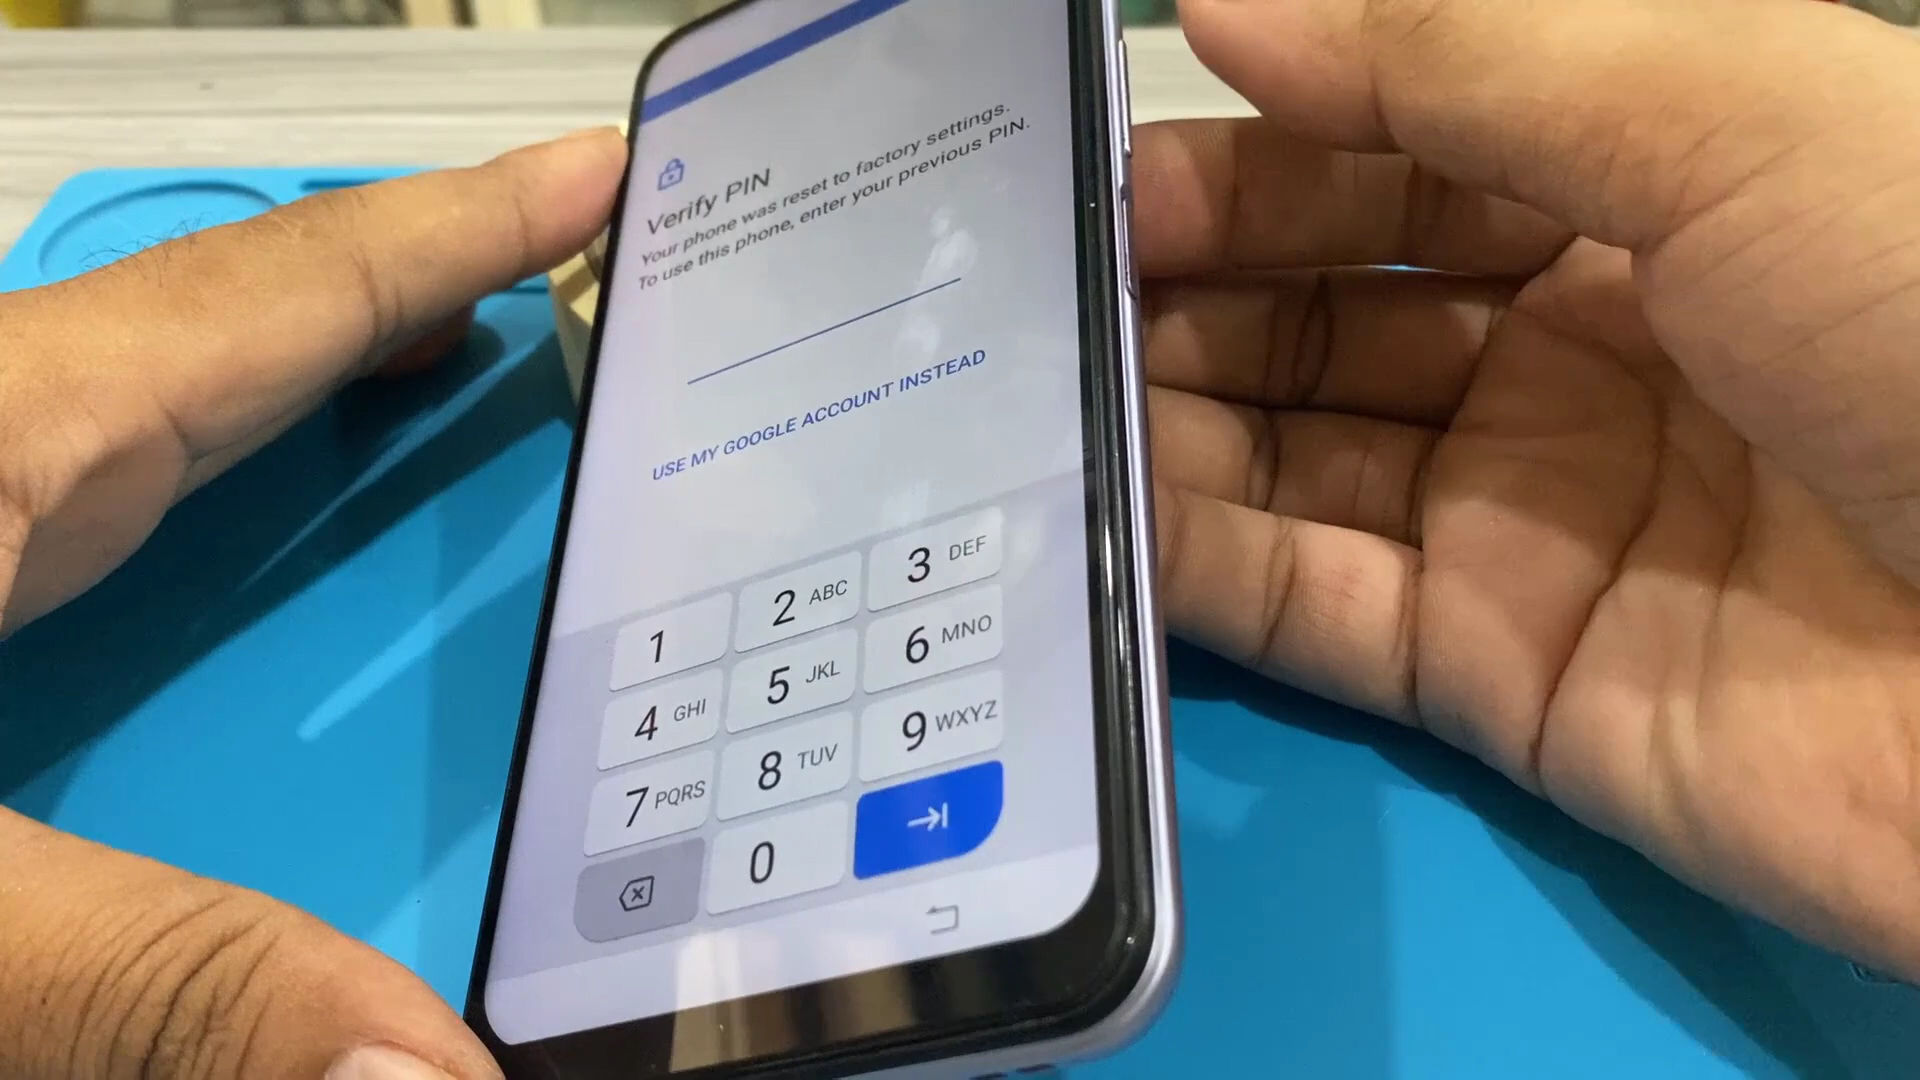 Verify PIN
Your phone was reset to factory settings.
To use this phone, enter your previous PIN.
USE MY GOOGLE ACCOUNT INSTEAD
1 2 ABC 3 DEF
4 GHI 5 JKL 6 MNO
7 PQRS 8 TUV 9 WXYZ
0